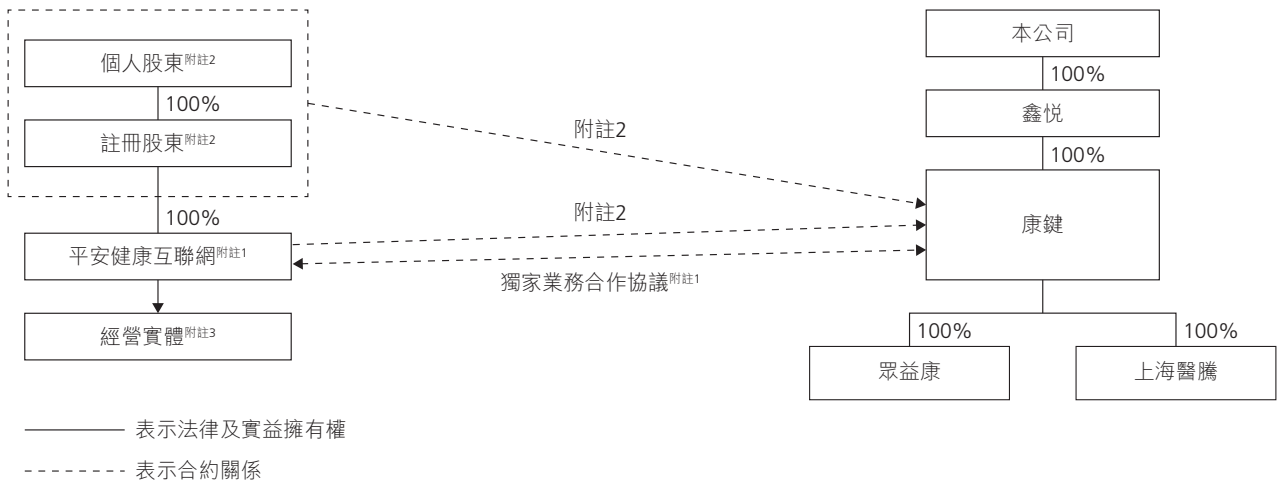 個人股東附註2
100%
註冊股東附註2
100%
平安健康互聯網附註1
經營實體附註3
附註2
附註2
獨家業務合作協議附註1
本公司
100%
鑫悦
100%
康鍵
100%
100%
眾益康
上海醫騰
表示法律及實益擁有權
表示合約關係